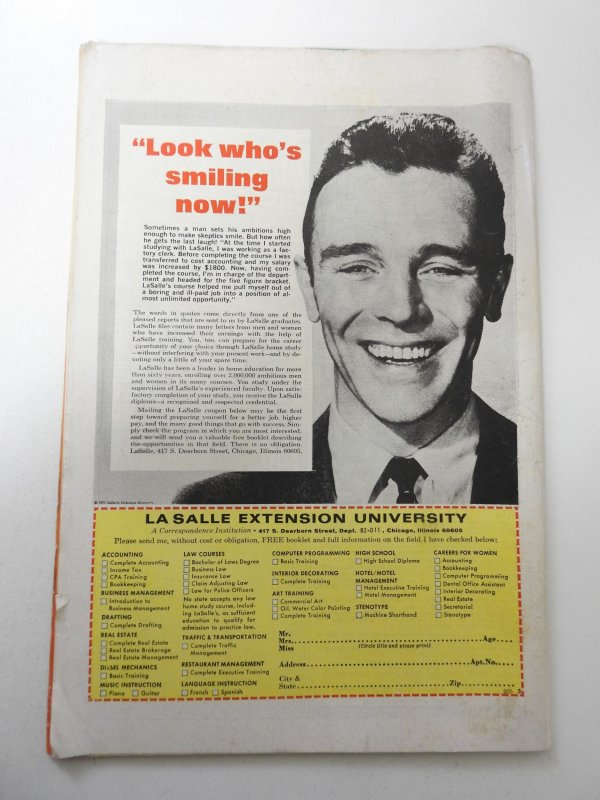 “Look who’s
smiling
now!”
Sometimes a man sets his ambitions high
enough to make skeptics smile. But how often
he gets the last laugh! “At the time I started
studying with LaSalle, I was working as a fac-
tory clerk. Before completing the course I was
transferred to cost accounting and my salary
was increased by $1800. Now, having com-
pleted the course, I’m in charge of the depart-
ment and headed for the five figure bracket.
LaSalle’s course helped me pull myself out of
a boring and ill-paid job into a position of al-
most unlimited opportunity.”
The words in quotes come directly from one of the
pleased reports that are sent to us by LaSalle graduates.
LaSalle files contain many letters from men and women
who have increased their earnings with the help of
LaSalle training. You, too, can prepare for the career
opportunity of your choice through LaSalle home study
—without interfering with your present work—and by de-
voting only a little of your spare time.
LaSalle has been a leader in home education for more
than sixty years, enrolling over 2,000,000 ambitious men
and women in its many courses. You study under the
supervision of LaSalle’s experienced faculty. Upon satis-
factory completion of your study, you receive the LaSalle
diploma—a recognized and respected credential.
Mailing the LaSalle coupon below may be the first
step toward preparing yourself for a better job, higher
pay, and the many good things that go with success. Sim-
ply check the program in which you are most interested,
and we will send you a valuable free booklet describing
the opportunities in that field. There is no obligation.
LaSalle, 417 S. Dearborn Street, Chicago, Illinois 60605.
LaSalle Extension University
LA SALLE EXTENSION UNIVERSITY
A Correspondence Institution • 417 S. Dearborn Street, Dept. 82-011, Chicago, Illinois 60605
Please send me, without cost or obligation, FREE booklet and full information on the field I have checked below:
ACCOUNTING
Complete Accounting
Income Tax
CPA Training
Bookkeeping
BUSINESS MANAGEMENT
Introduction to
Business Management
DRAFTING
Complete Drafting
REAL ESTATE
Complete Real Estate
Real Estate Brokerage
Real Estate Management
DIESEL MECHANICS
Basic Training
MUSIC INSTRUCTION
Piano Guitar
LAW COURSES
Bachelor of Laws Degree
Business Law
Insurance Law
Claim Adjusting Law
Law for Police Officers
No state accepts any law
home study course, includ-
ing LaSalle’s, as sufficient
education to qualify for
admission to practice law.
TRAFFIC & TRANSPORTATION
Complete Traffic
Management
RESTAURANT MANAGEMENT
Complete Executive Training
LANGUAGE INSTRUCTION
French Spanish
COMPUTER PROGRAMMING
Basic Training
INTERIOR DECORATING
Complete Training
ART TRAINING
Commercial Art
Oil, Water Color Painting
Complete Training
HIGH SCHOOL
High School Diploma
HOTEL/MOTEL
MANAGEMENT
Hotel Executive Training
Motel Management
STENOTYPE
Machine Shorthand
CAREERS FOR WOMEN
Accounting
Bookkeeping
Computer Programming
Dental Office Assistant
Interior Decorating
Real Estate
Secretarial
Stenotype
Mr.
Mrs. Age
Miss (Circle title and please print)
Address Apt. No.
City &
State Zip